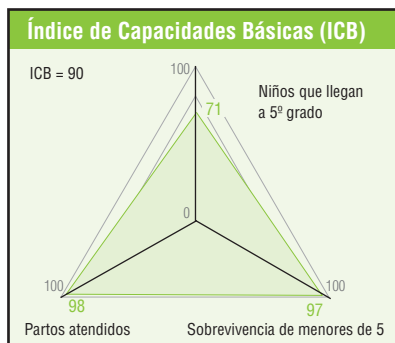 Índice de Capacidades Básicas (ICB)
ICB = 90
100
Niños que llegan
a 5º grado
71
0
100
100
98
97
Partos atendidos
Sobrevivencia de menores de 5